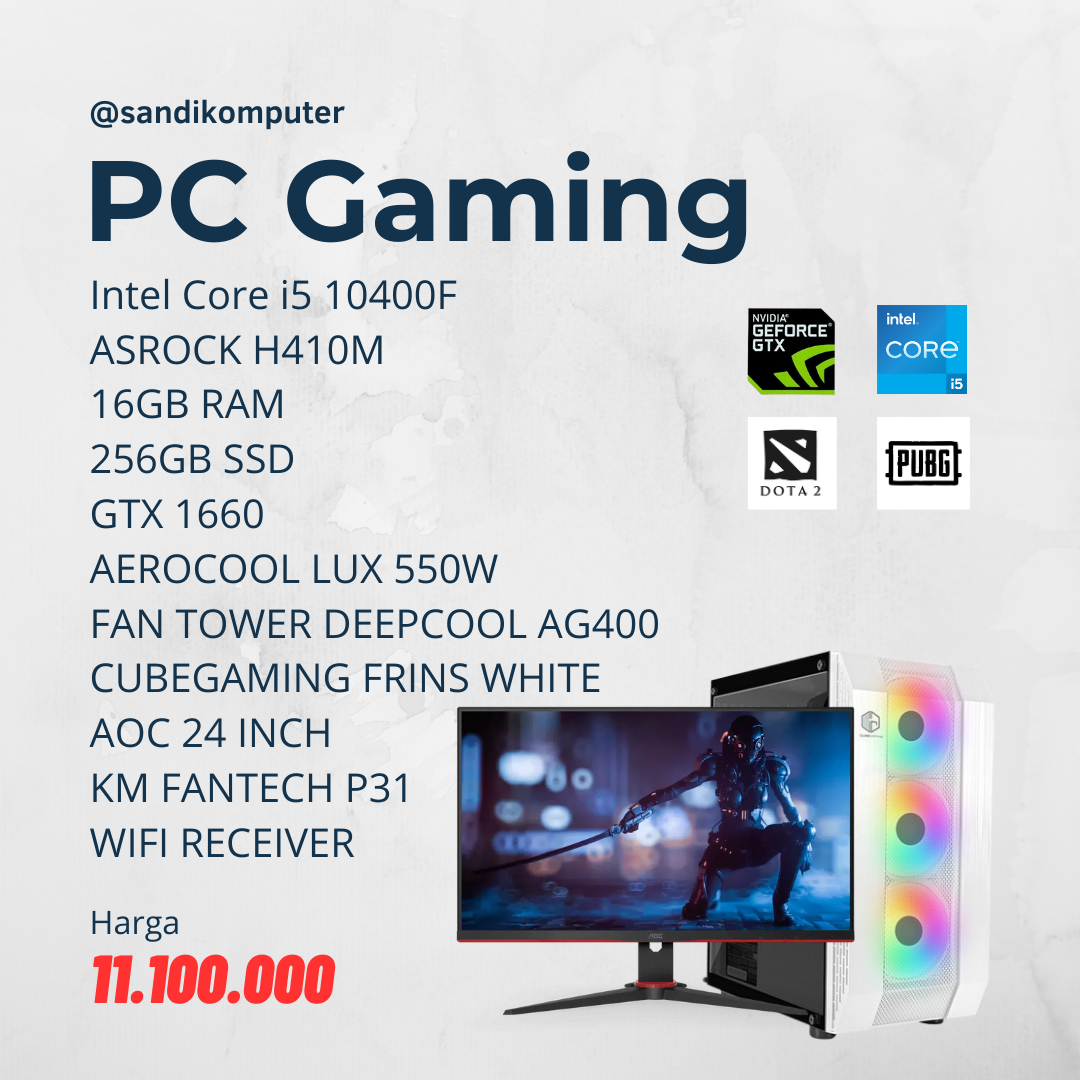 @sandikomputer
PC Gaming
Intel Core i5 10400F
ASROCK H410M
16GB RAM
256GB SSD
GTX 1660
AEROCOOL LUX 550W
FAN TOWER DEEPCOOL AG400
CUBEGAMING FRINS WHITE
AOC 24 INCH
KM FANTECH P31
WIFI RECEIVER
Harga
11.100.000
NVIDIA®
GEFORCE®
GTX
intel.
CORE
i5
DOTA 2
PUBG
AOC